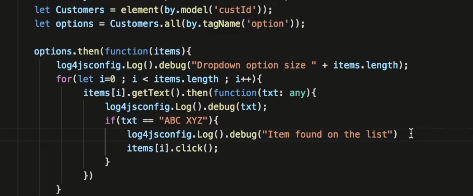 let Customers = element(by.model('custId'));
let options = Customers.all(by.tagName('option'));
options.then(function(items){
log4jsconfig.Log().debug("Dropdown option size " + items.length);
for(let i=0 ; i < items.length ; i++){
items[i].getText().then(function(txt: any){
log4jsconfig.Log().debug(txt);
if(txt == "ABC XYZ"){
log4jsconfig.Log().debug("Item found on the list")
items[i].click();
}
})
}